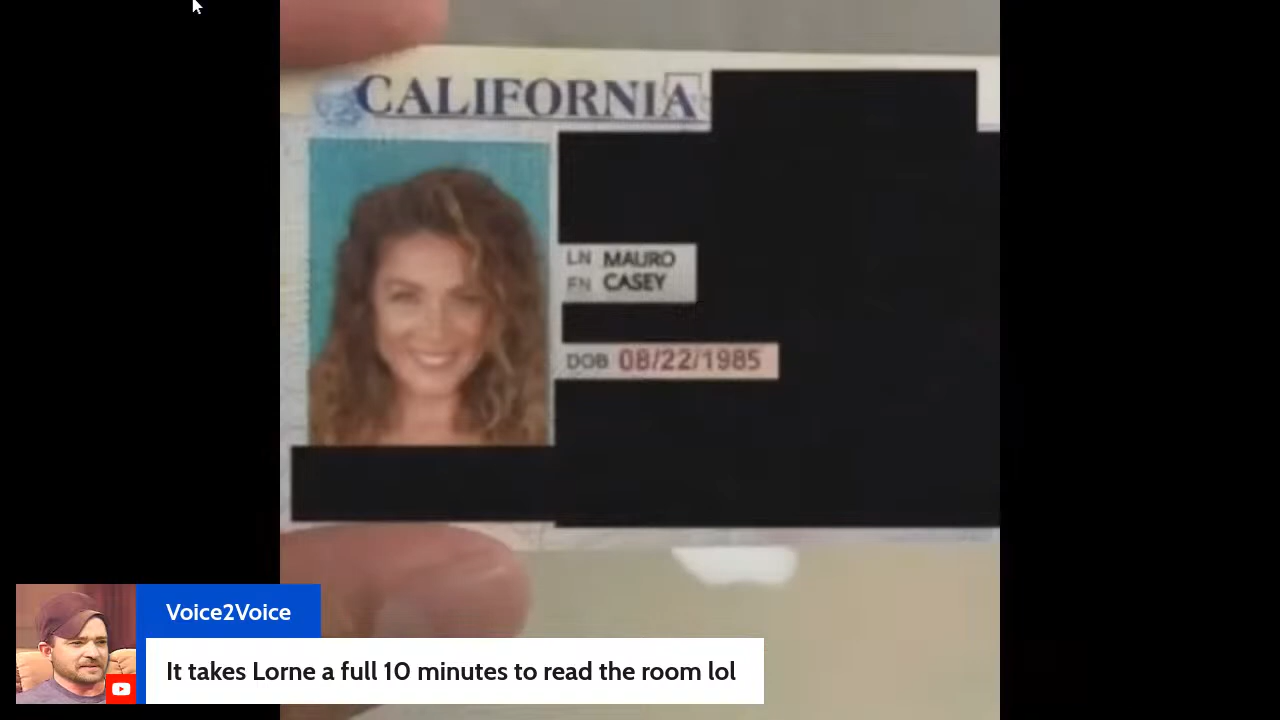 CALIFORNIA
LN MAURO
FN CASEY
DOB 08/22/1985
Voice2Voice
It takes Lorne a full 10 minutes to read the room lol